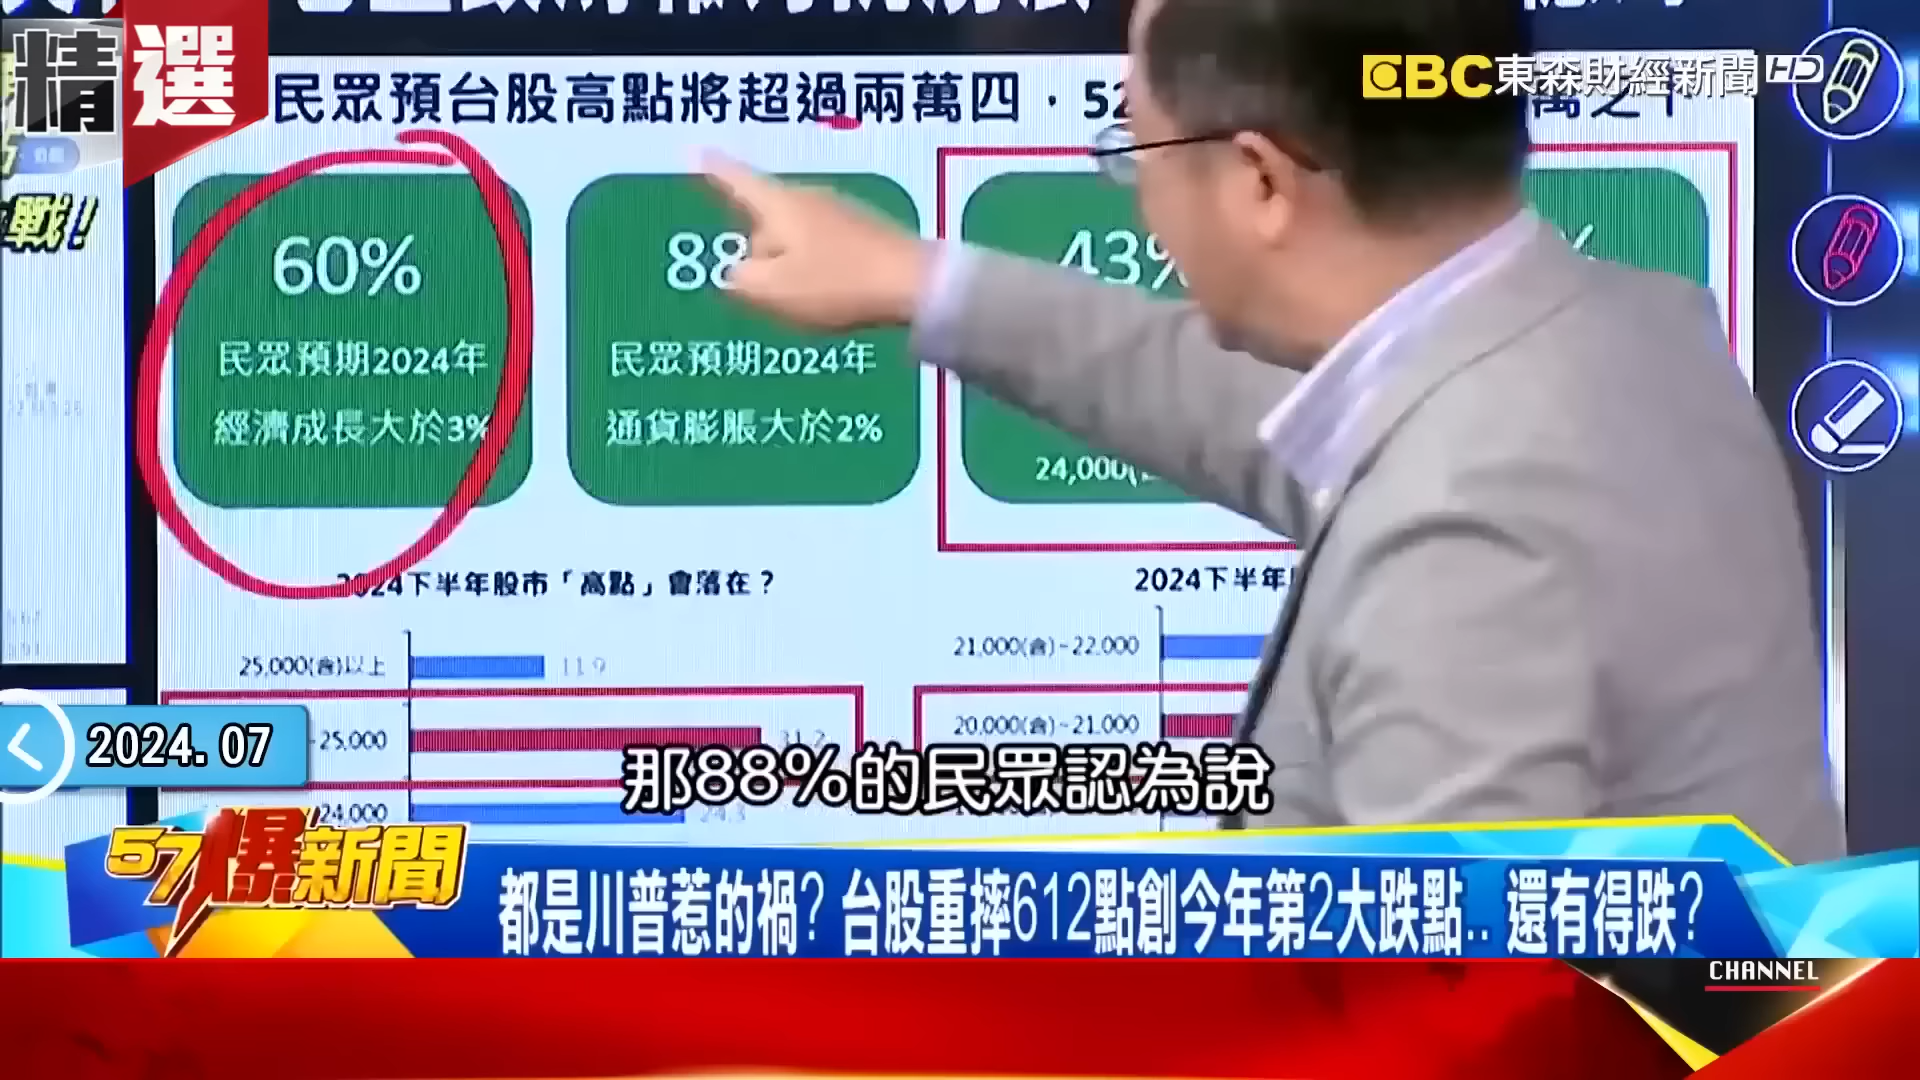 精選
EBC東森財經新聞HD
民眾預台股高點將超過兩萬四，52
戰！
60%
民眾預期2024年
經濟成長大於3%
88
民眾預期2024年
通貨膨脹大於2%
43%
24,000(
%
2024下半年股市「高點」會落在？
25,000(含)以上
11.9
-25,000
31.2
24,000
24.3
2024下半年
21,000(含)~22,000
20,000(含)~21,000
2024.07
那88%的民眾認為說
57爆新聞
都是川普惹的禍？台股重摔612點創今年第2大跌點..還有得跌？
CHANNEL